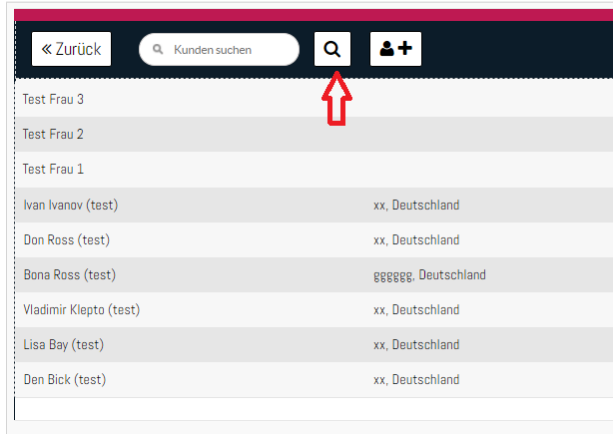 « Zurück
Kunden suchen
Test Frau 3
Test Frau 2
Test Frau 1
Ivan Ivanov (test) xx, Deutschland
Don Ross (test) xx, Deutschland
Bona Ross (test) gggggg, Deutschland
Vladimir Klepto (test) xx, Deutschland
Lisa Bay (test) xx, Deutschland
Den Bick (test) xx, Deutschland